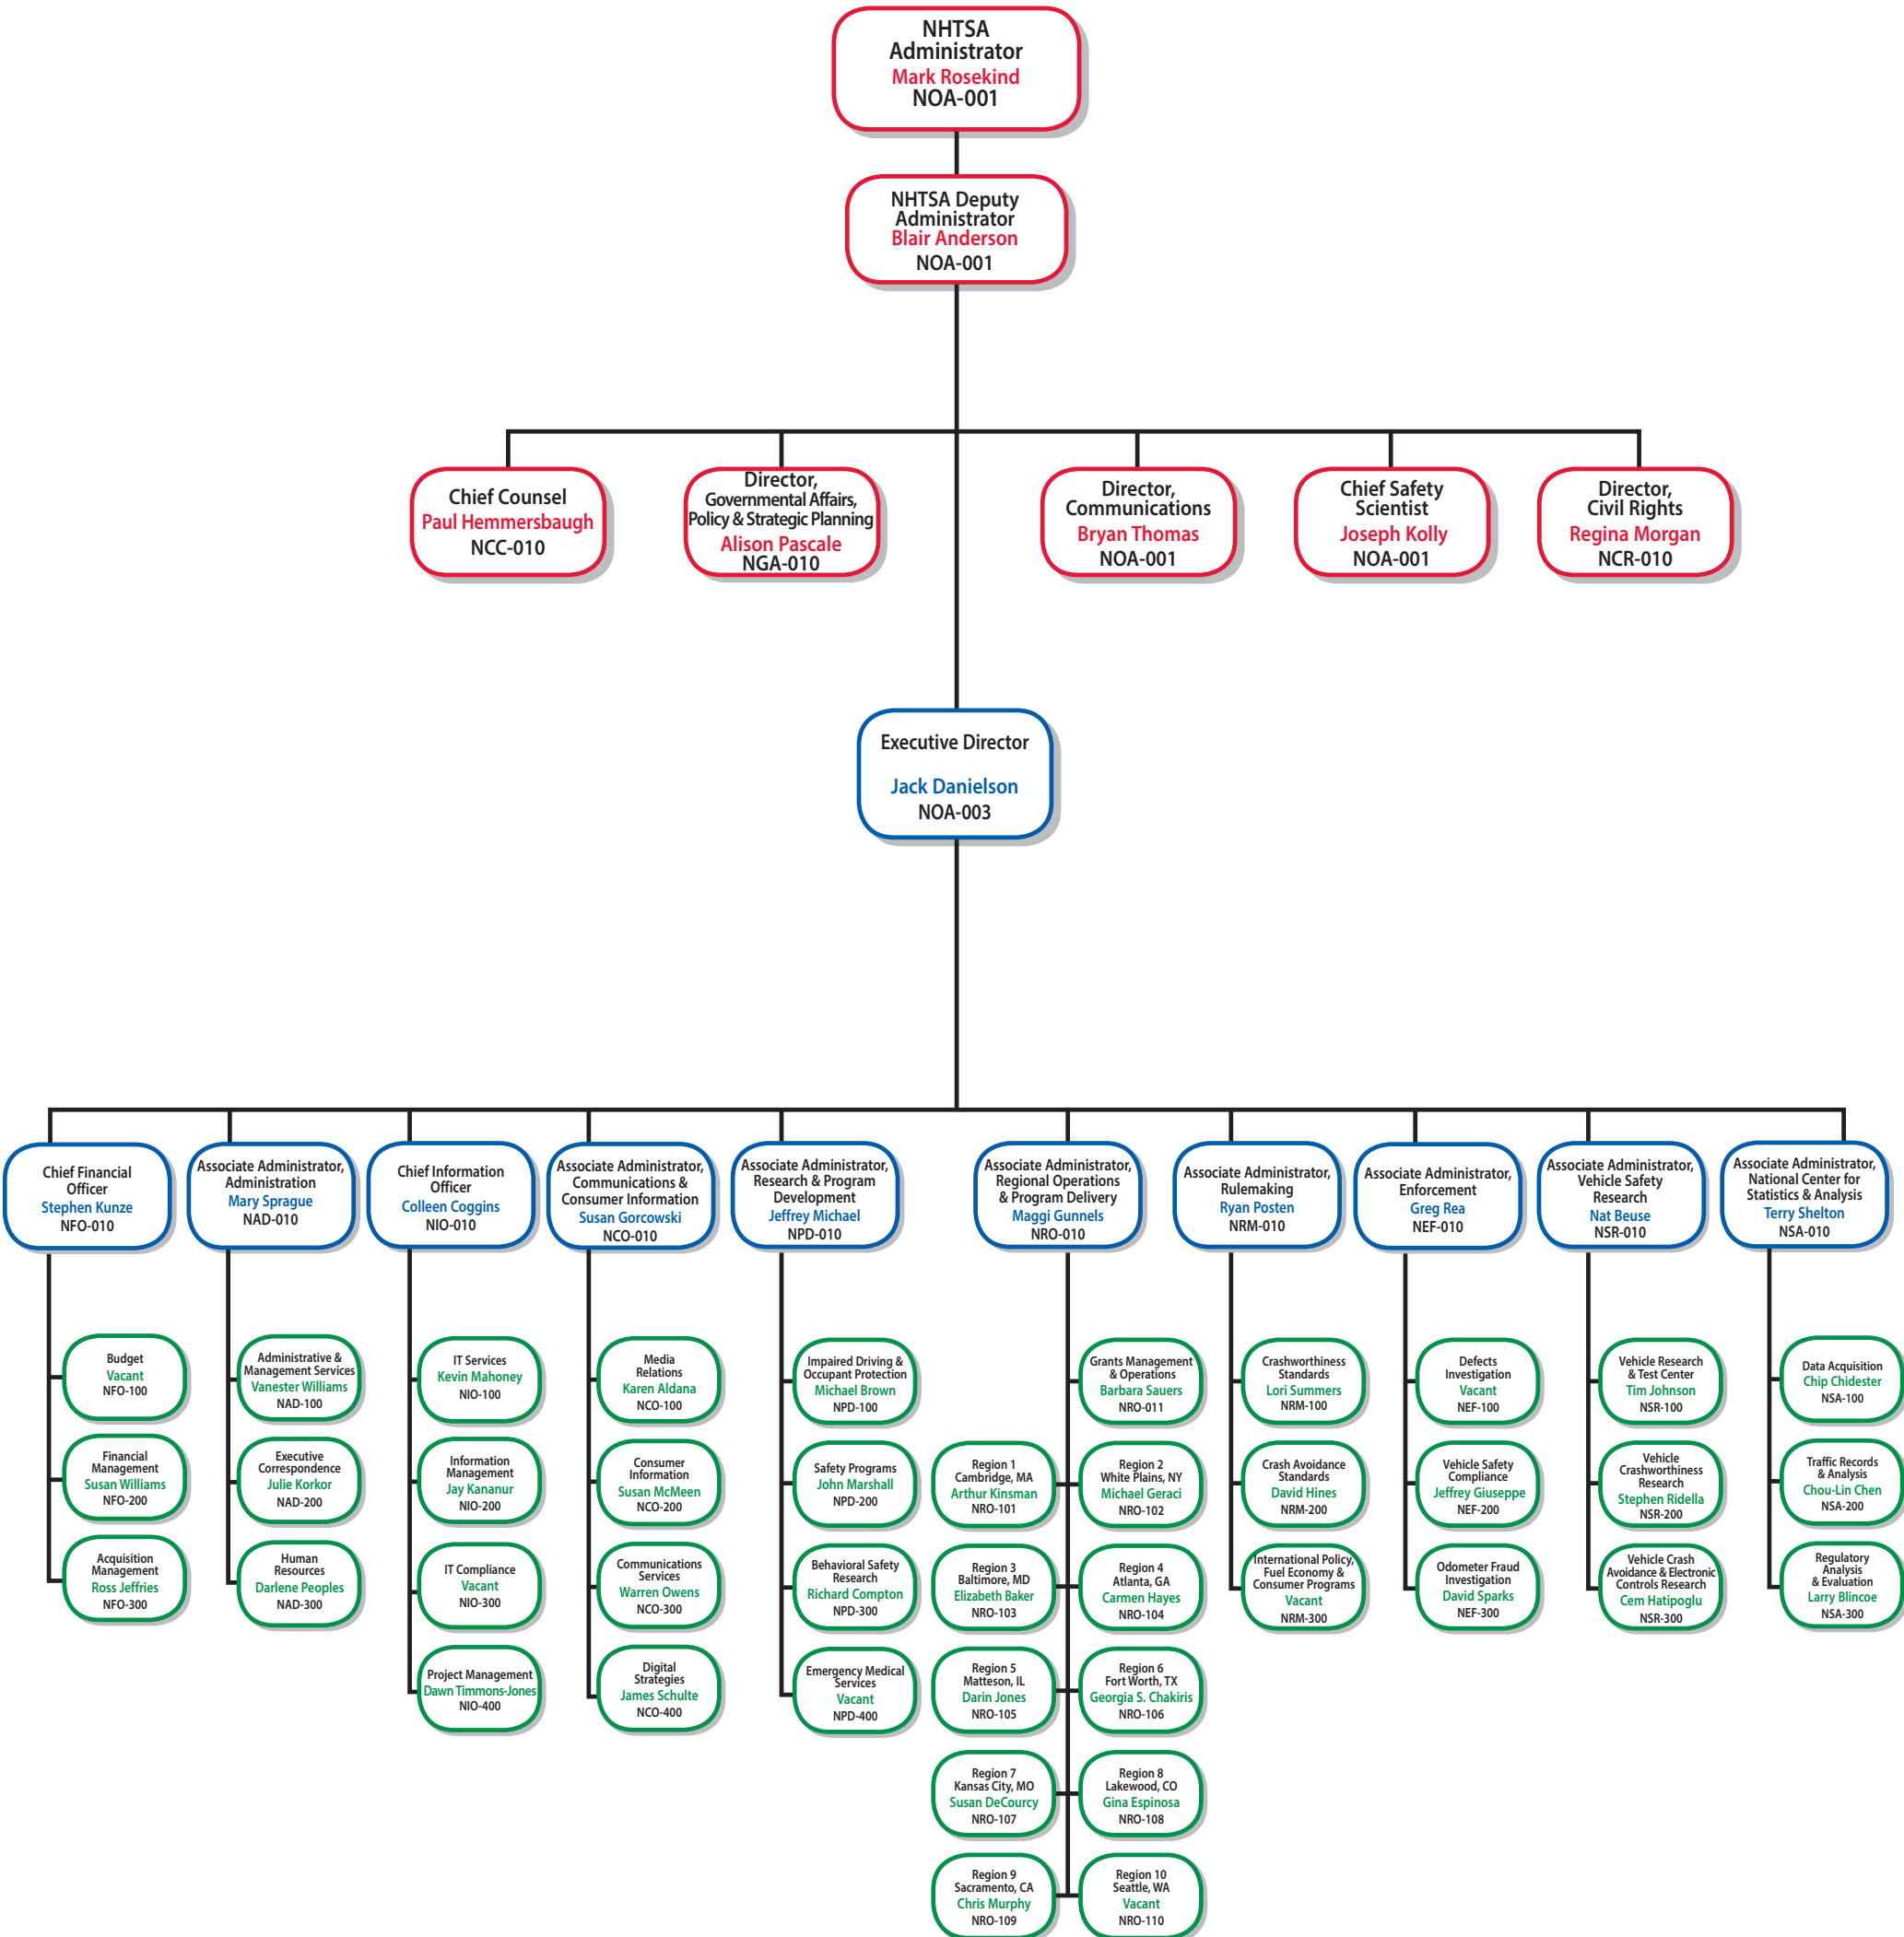 NHTSA
Administrator
Mark Rosekind
NOA-001
NHTSA Deputy
Administrator
Blair Anderson
NOA-001
Chief Counsel
Paul Hemmersbaugh
NCC-010
Director,
Governmental Affairs,
Policy & Strategic Planning
Alison Pascale
NGA-010
Director,
Communications
Bryan Thomas
NOA-001
Chief Safety
Scientist
Joseph Kolly
NOA-001
Director,
Civil Rights
Regina Morgan
NCR-010
Executive Director
Jack Danielson
NOA-003
Chief Financial
Officer
Stephen Kunze
NFO-010
Associate Administrator,
Administration
Mary Sprague
NAD-010
Chief Information
Officer
Colleen Coggins
NIO-010
Associate Administrator,
Communications &
Consumer Information
Susan Gorcowski
NCO-010
Associate Administrator,
Research & Program
Development
Jeffrey Michael
NPD-010
Associate Administrator,
Regional Operations
& Program Delivery
Maggi Gunnels
NRO-010
Associate Administrator,
Rulemaking
Ryan Posten
NRM-010
Associate Administrator,
Enforcement
Greg Rea
NEF-010
Associate Administrator,
Vehicle Safety
Research
Nat Beuse
NSR-010
Associate Administrator,
National Center for
Statistics & Analysis
Terry Shelton
NSA-010
Budget
Vacant
NFO-100
Financial
Management
Susan Williams
NFO-200
Acquisition
Management
Ross Jeffries
NFO-300
Administrative &
Management Services
Vanester Williams
NAD-100
Executive
Correspondence
Julie Korkor
NAD-200
Human
Resources
Darlene Peoples
NAD-300
IT Services
Kevin Mahoney
NIO-100
Information
Management
Jay Kananur
NIO-200
IT Compliance
Vacant
NIO-300
Project Management
Dawn Timmons-Jones
NIO-400
Media
Relations
Karen Aldana
NCO-100
Consumer
Information
Susan McMeen
NCO-200
Communications
Services
Warren Owens
NCO-300
Digital
Strategies
James Schulte
NCO-400
Impaired Driving &
Occupant Protection
Michael Brown
NPD-100
Safety Programs
John Marshall
NPD-200
Behavioral Safety
Research
Richard Compton
NPD-300
Emergency Medical
Services
Vacant
NPD-400
Grants Management
& Operations
Barbara Sauers
NRO-011
Region 1
Cambridge, MA
Arthur Kinsman
NRO-101
Region 2
White Plains, NY
Michael Geraci
NRO-102
Region 3
Baltimore, MD
Elizabeth Baker
NRO-103
Region 4
Atlanta, GA
Carmen Hayes
NRO-104
Region 5
Matteson, IL
Darin Jones
NRO-105
Region 6
Fort Worth, TX
Georgia S. Chakiris
NRO-106
Region 7
Kansas City, MO
Susan DeCourcy
NRO-107
Region 8
Lakewood, CO
Gina Espinosa
NRO-108
Region 9
Sacramento, CA
Chris Murphy
NRO-109
Region 10
Seattle, WA
Vacant
NRO-110
Crashworthiness
Standards
Lori Summers
NRM-100
Crash Avoidance
Standards
David Hines
NRM-200
International Policy,
Fuel Economy &
Consumer Programs
Vacant
NRM-300
Defects
Investigation
Vacant
NEF-100
Vehicle Safety
Compliance
Jeffrey Giuseppe
NEF-200
Odometer Fraud
Investigation
David Sparks
NEF-300
Vehicle Research
& Test Center
Tim Johnson
NSR-100
Vehicle
Crashworthiness
Research
Stephen Ridella
NSR-200
Vehicle Crash
Avoidance & Electronic
Controls Research
Cem Hatipoglu
NSR-300
Data Acquisition
Chip Chidester
NSA-100
Traffic Records
& Analysis
Chou-Lin Chen
NSA-200
Regulatory
Analysis
& Evaluation
Larry Blincoe
NSA-300